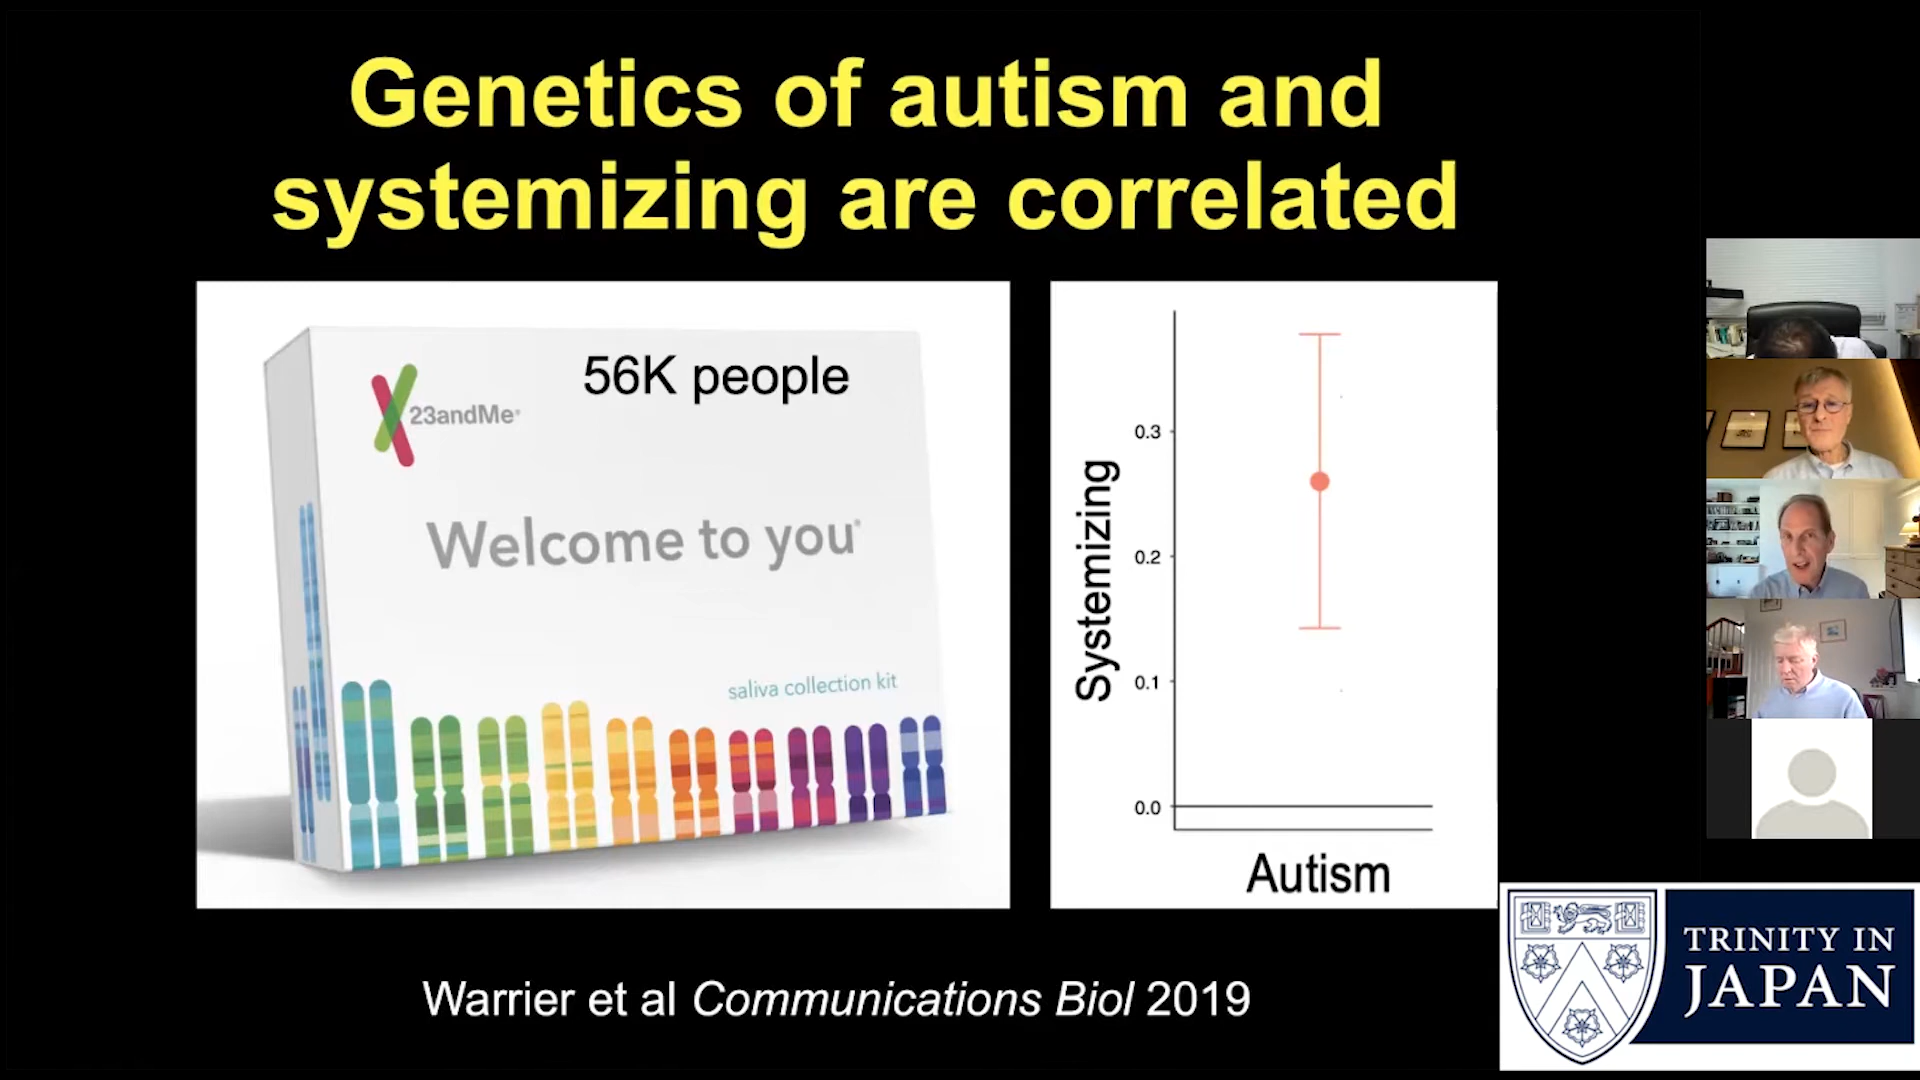 Genetics of autism and
systemizing are correlated
56K people
23andMe®
Welcome to you®
saliva collection kit
Systemizing
0.3
0.2
0.1
0.0
Autism
Warrier et al Communications Biol 2019
TRINITY IN
JAPAN